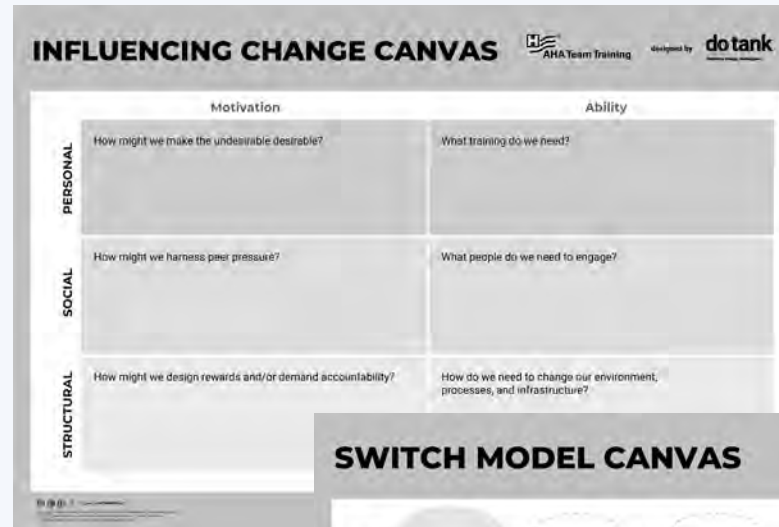 INFLUENCING CHANGE CANVAS
AHA Team Training
designed by
do tank
Motivation
Ability
PERSONAL
How might we make the undesirable desirable?
What training do we need?
SOCIAL
How might we harness peer pressure?
What people do we need to engage?
STRUCTURAL
How might we design rewards and/or demand accountability?
How do we need to change our environment,
processes, and infrastructure?
SWITCH MODEL CANVAS